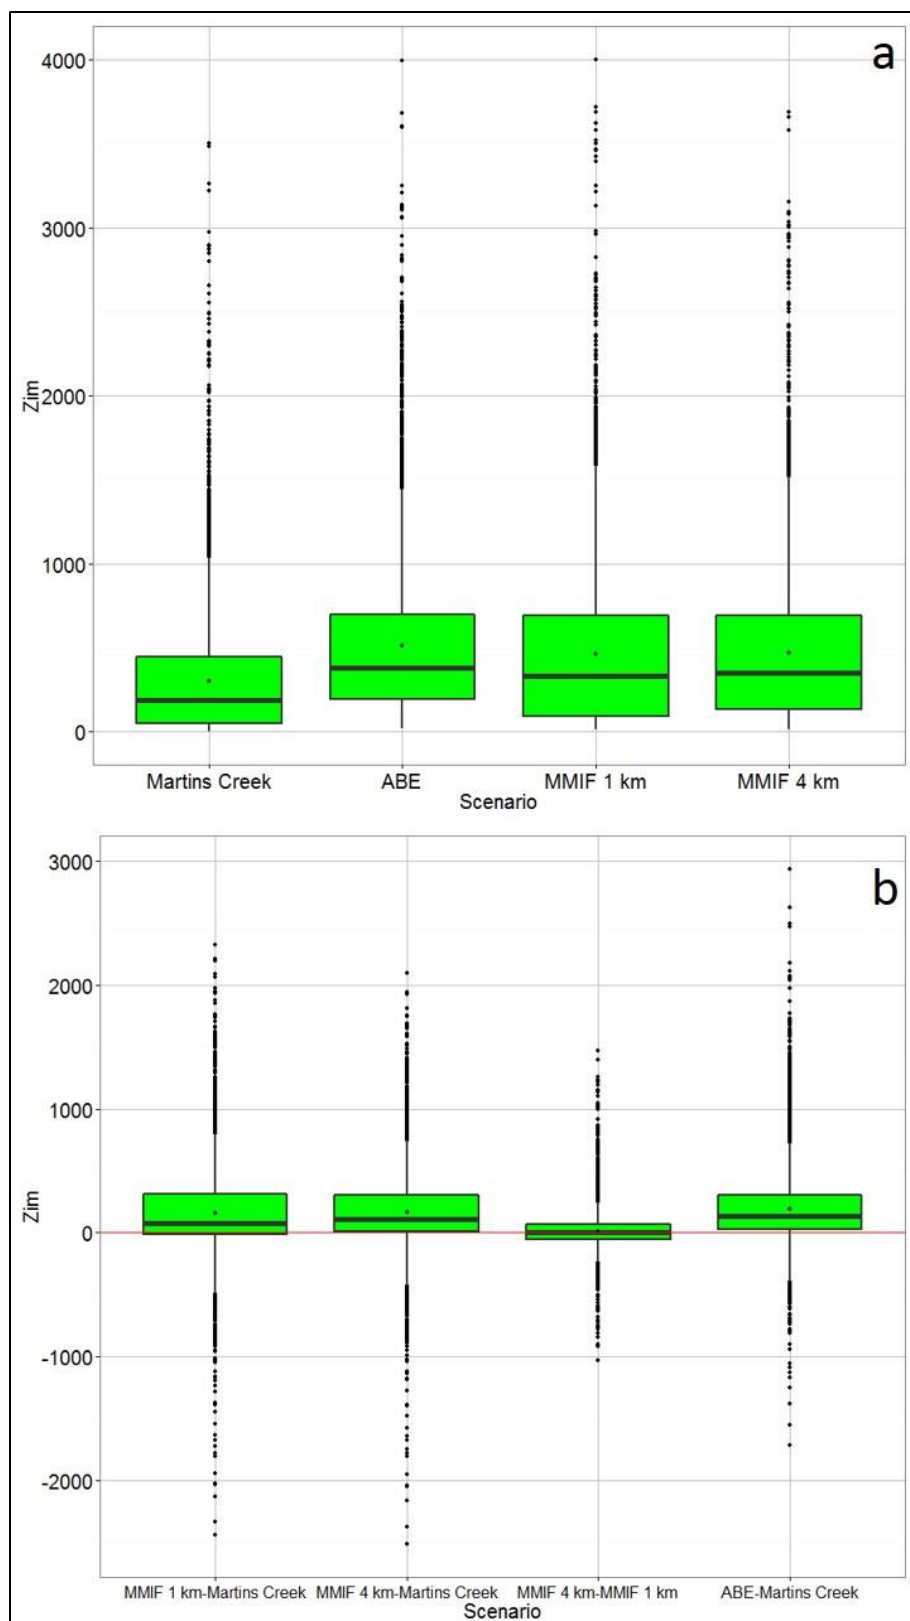 a
4000
3000
2000
1000
0
Zim
Martins Creek ABE MMIF 1 km MMIF 4 km
Scenario
b
3000
2000
1000
0
-1000
-2000
Zim
MMIF 1 km-Martins Creek MMIF 4 km-Martins Creek MMIF 4 km-MMIF 1 km ABE-Martins Creek
Scenario